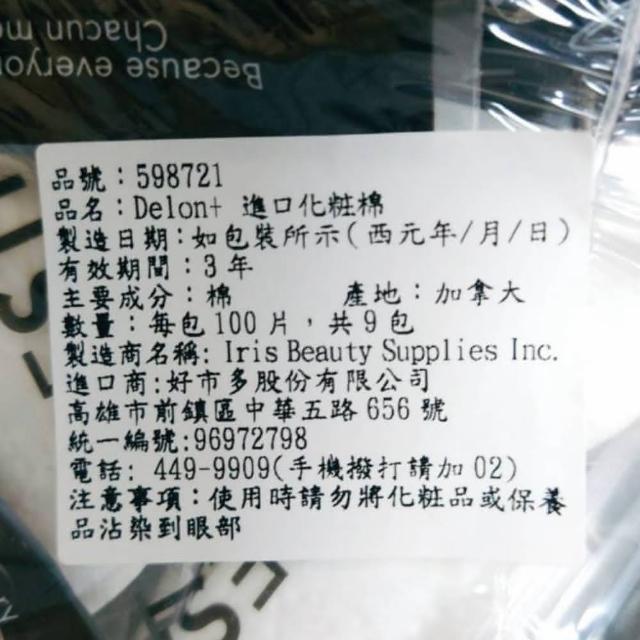 Because everyon
Chacun m
品號：598721
品名：Delon+ 進口化粧棉
製造日期：如包裝所示(西元年/月/日)
有效期間：3年
主要成分：棉 產地：加拿大
數量：每包100片，共9包
製造商名稱: Iris Beauty Supplies Inc.
進口商:好市多股份有限公司
高雄市前鎮區中華五路656號
統一編號:96972798
電話: 449-9909(手機撥打請加02)
注意事項：使用時請勿將化粧品或保養
品沾染到眼部